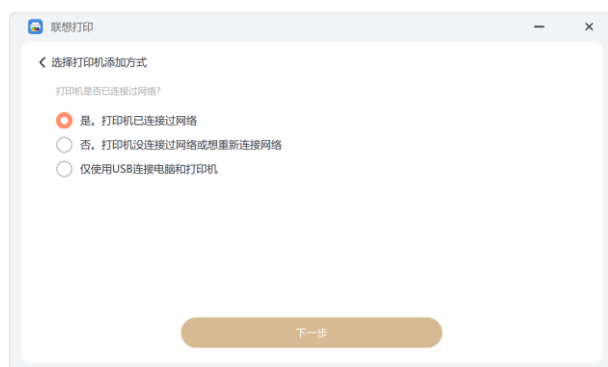 联想打印
选择打印机添加方式
打印机是否已连接过网络?
是，打印机已连接过网络
否，打印机没连接过网络或想重新连接网络
仅使用USB连接电脑和打印机
下一步